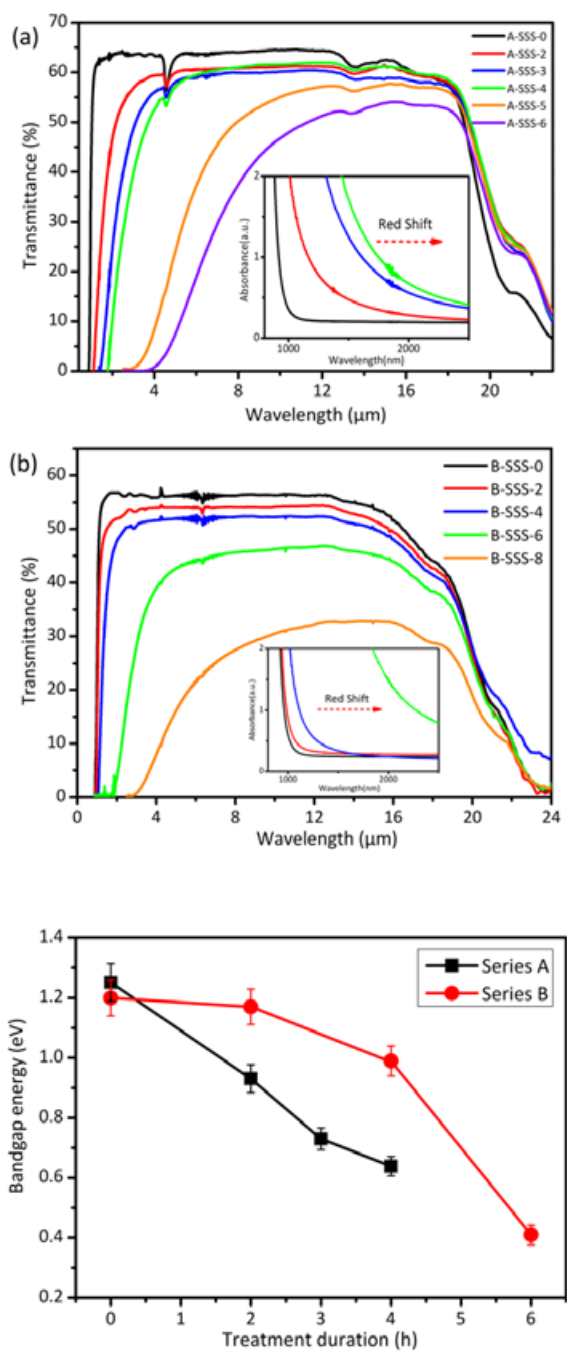 (a)
70
60
50
40
30
20
10
0
Transmittance (%)
A-SSS-0
A-SSS-2
A-SSS-3
A-SSS-4
A-SSS-5
A-SSS-6
2
1
0
Absorbance(a.u.)
Red Shift
1000 2000
Wavelength(nm)
4 8 12 16 20
Wavelength (μm)
(b)
60
50
40
30
20
10
0
Transmittance (%)
B-SSS-0
B-SSS-2
B-SSS-4
B-SSS-6
B-SSS-8
2
1
0
Absorbance(a.u.)
Red Shift
1000 2000
Wavelength(nm)
0 4 8 12 16 20 24
Wavelength (μm)
1.4
1.2
1.0
0.8
0.6
0.4
0.2
Bandgap energy (eV)
Series A
Series B
0 1 2 3 4 5 6
Treatment duration (h)